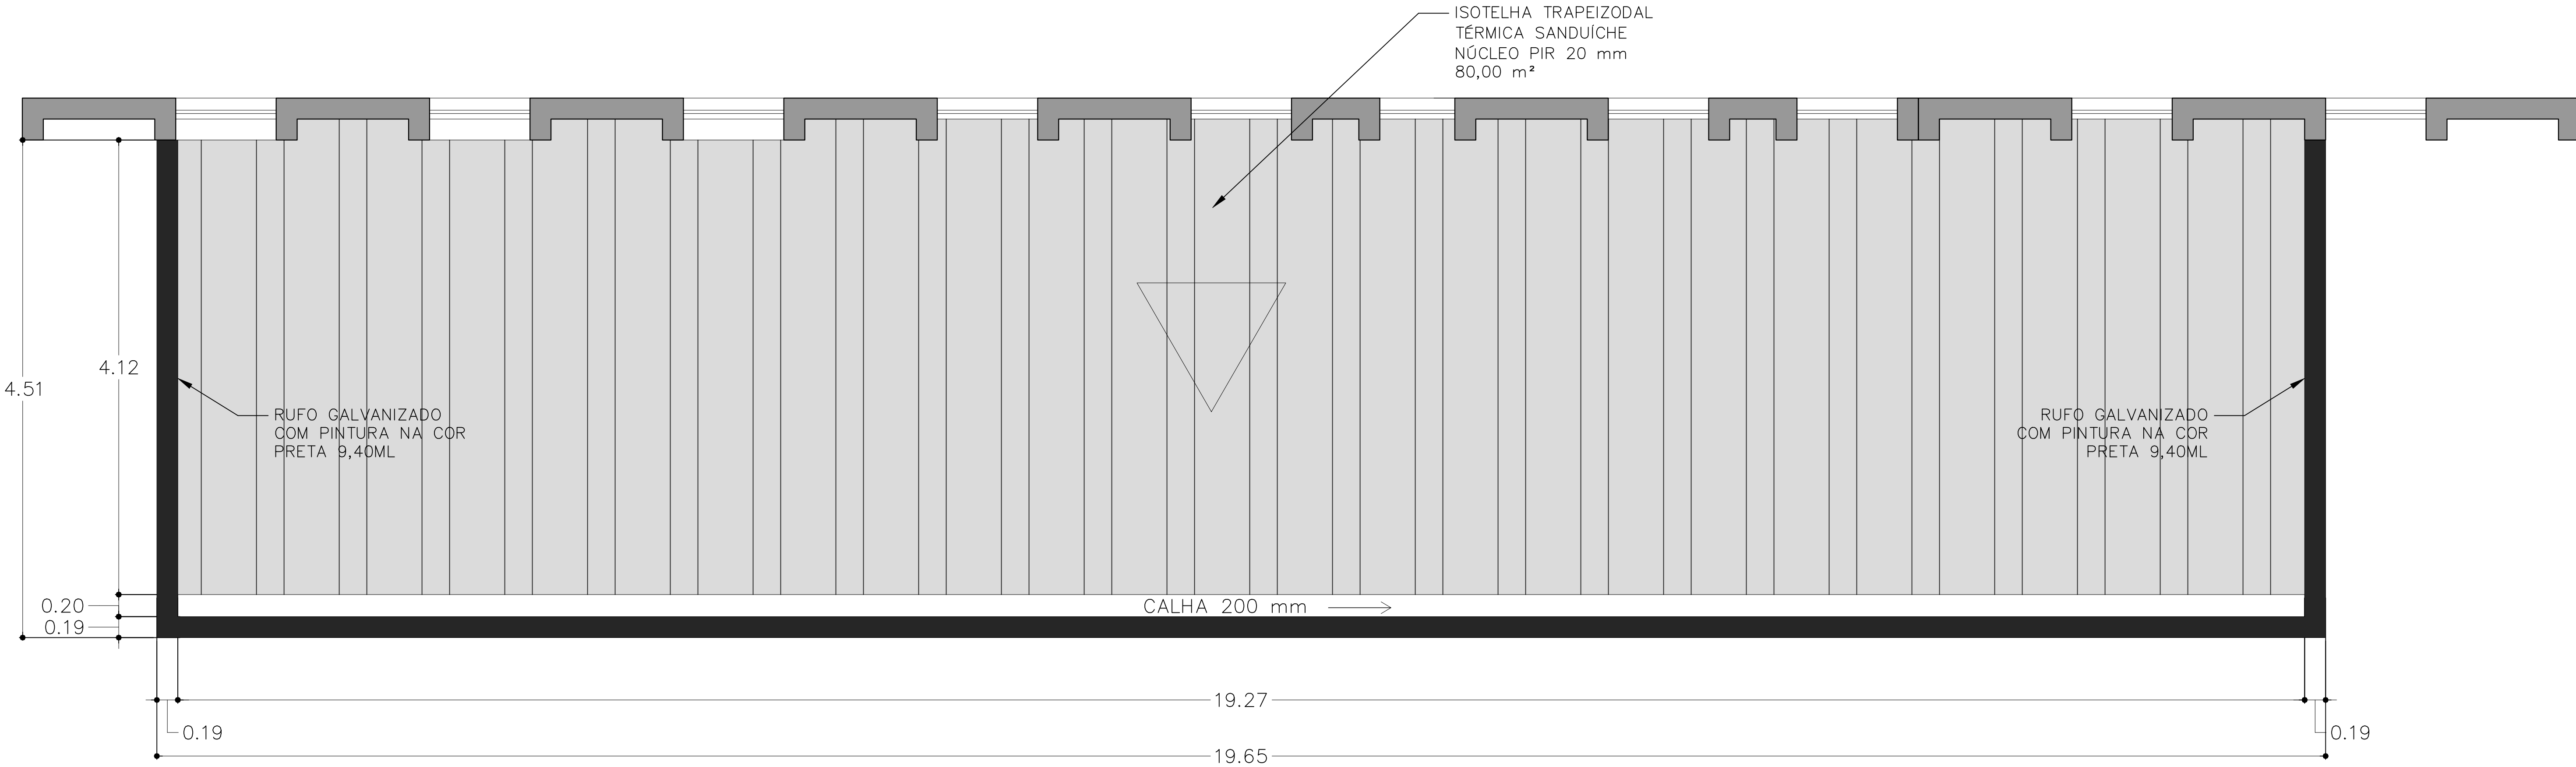 ISOTELHA TRAPEIZODAL
TÉRMICA SANDUÍCHE
NÚCLEO PIR 20 mm
80,00 m²
4.12
4.51
RUFO GALVANIZADO
COM PINTURA NA COR
PRETA 9,40ML
RUFO GALVANIZADO
COM PINTURA NA COR
PRETA 9,40ML
0.20
CALHA 200 mm
0.19
19.27
0.19
0.19
19.65